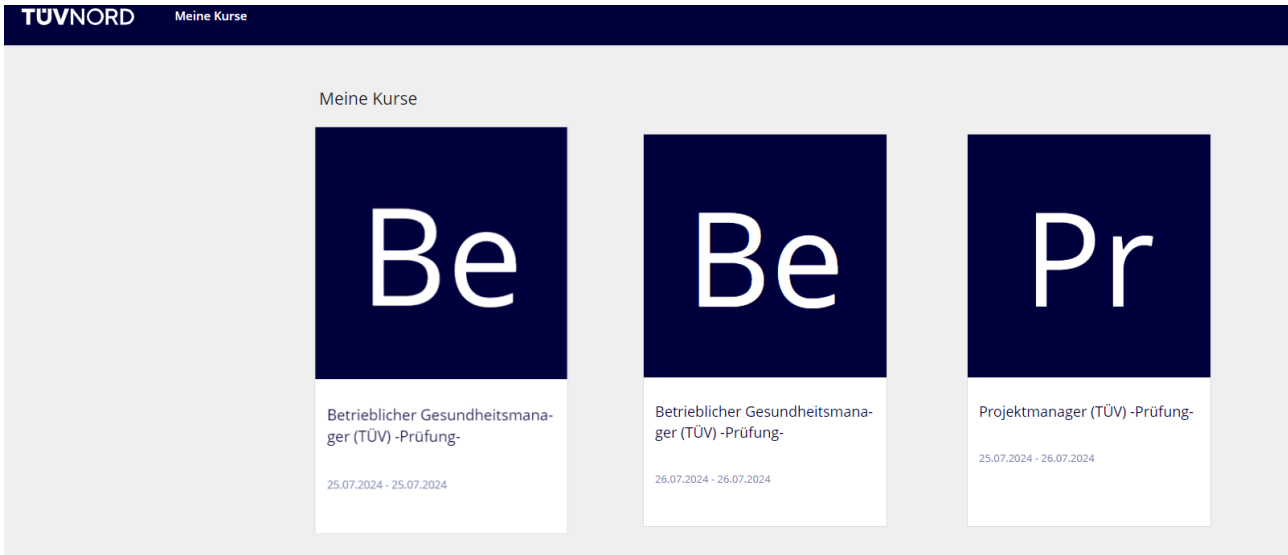 TÜVNORD Meine Kurse
Meine Kurse
Be
Betrieblicher Gesundheitsmana-
ger (TÜV) -Prüfung-
25.07.2024 - 25.07.2024
Be
Betrieblicher Gesundheitsmana-
ger (TÜV) -Prüfung-
26.07.2024 - 26.07.2024
Pr
Projektmanager (TÜV) -Prüfung-
25.07.2024 - 26.07.2024